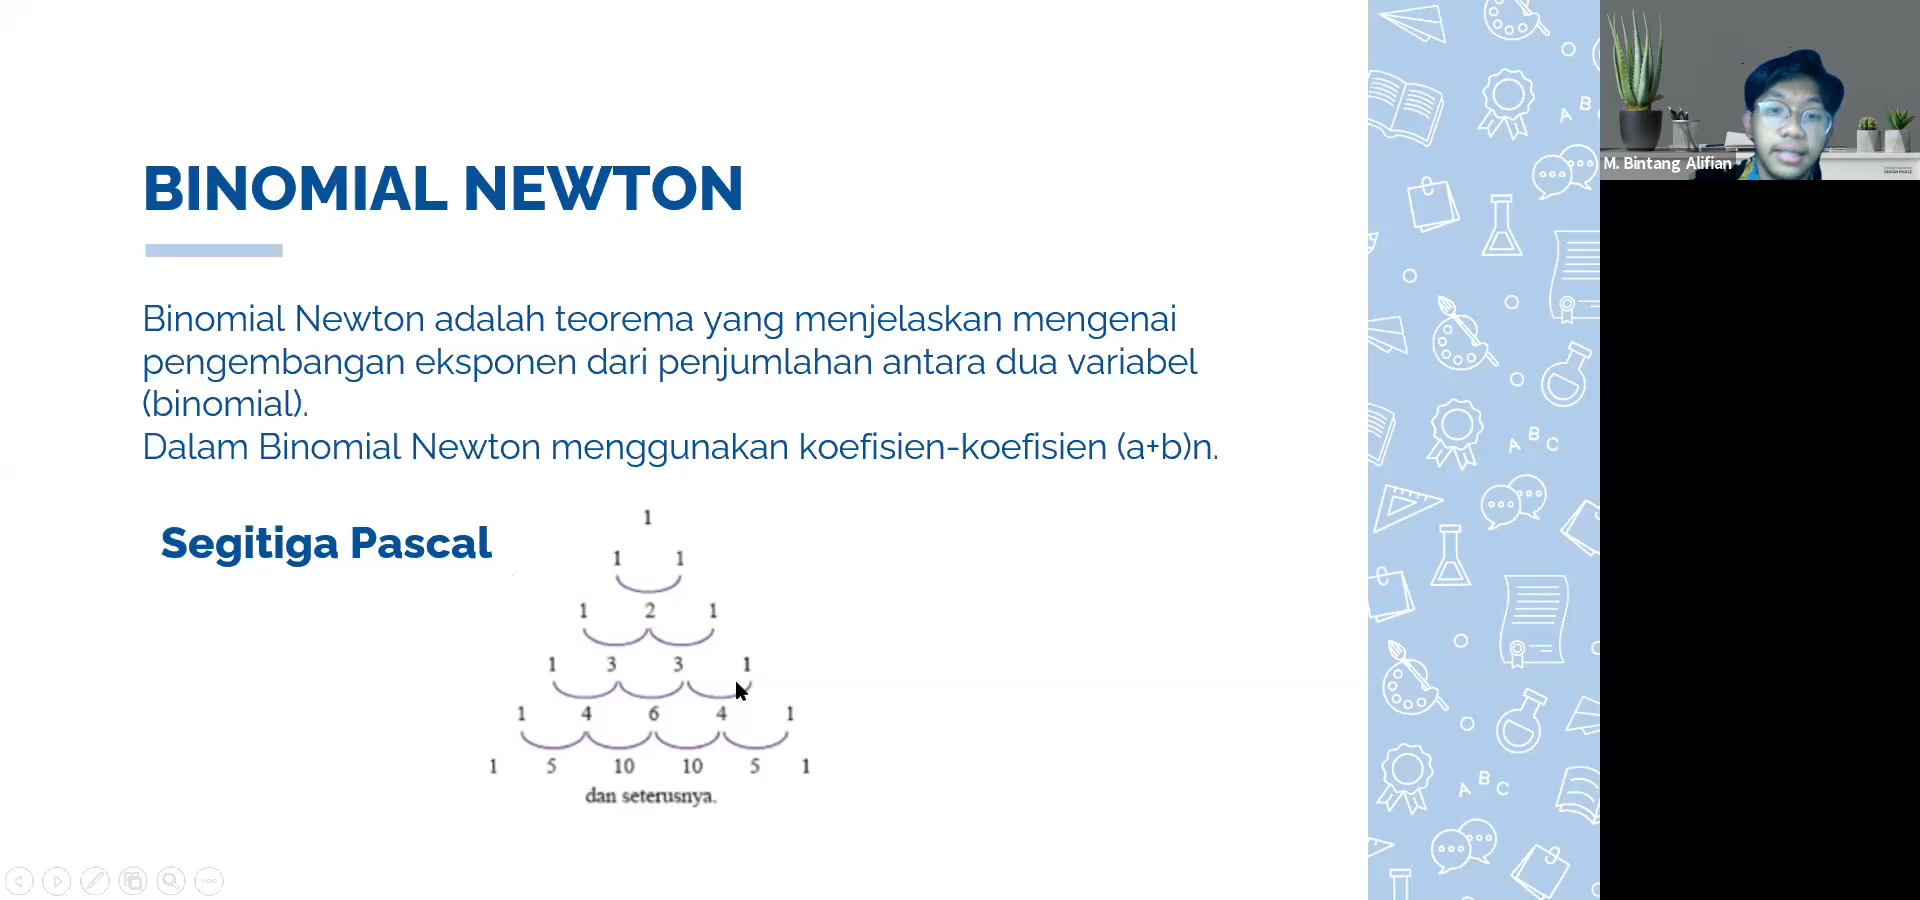 BINOMIAL NEWTON
Binomial Newton adalah teorema yang menjelaskan mengenai
pengembangan eksponen dari penjumlahan antara dua variabel
(binomial).
Dalam Binomial Newton menggunakan koefisien-koefisien (a+b)n.
Segitiga Pascal
1
1 1
1 2 1
1 3 3 1
1 4 6 4 1
1 5 10 10 5 1
dan seterusnya.
A B
A B C
A B C
M. Bintang Alifian